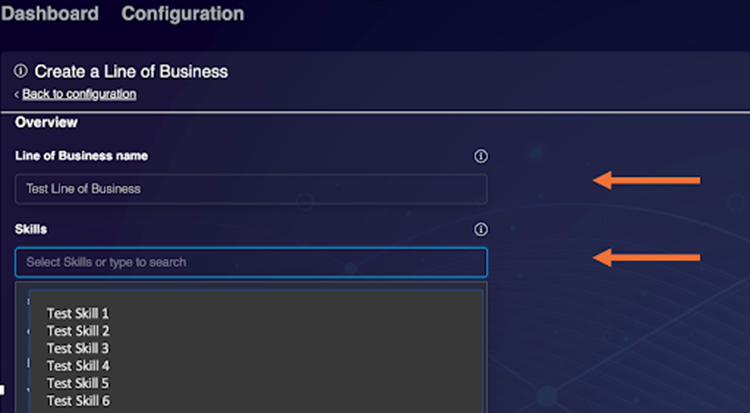 Dashboard Configuration
Create a Line of Business
< Back to configuration
Overview
Line of Business name
Test Line of Business
Skills
Select Skills or type to search
Test Skill 1
Test Skill 2
Test Skill 3
Test Skill 4
Test Skill 5
Test Skill 6